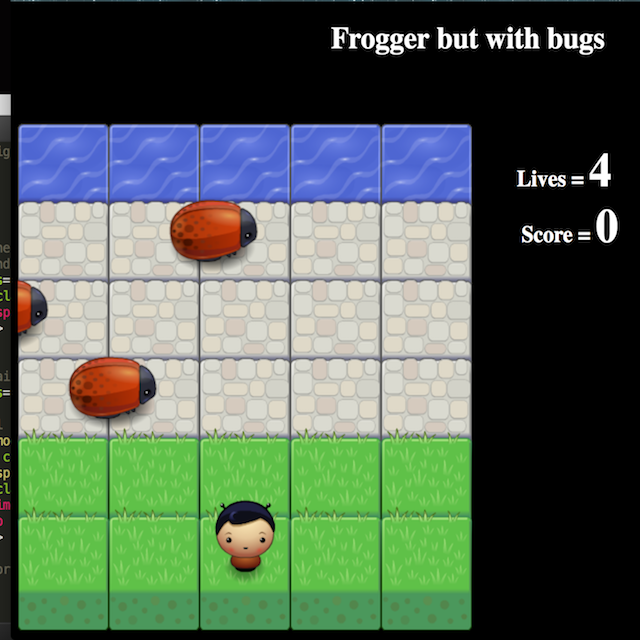 Frogger but with bugs
Lives = 4
Score = 0